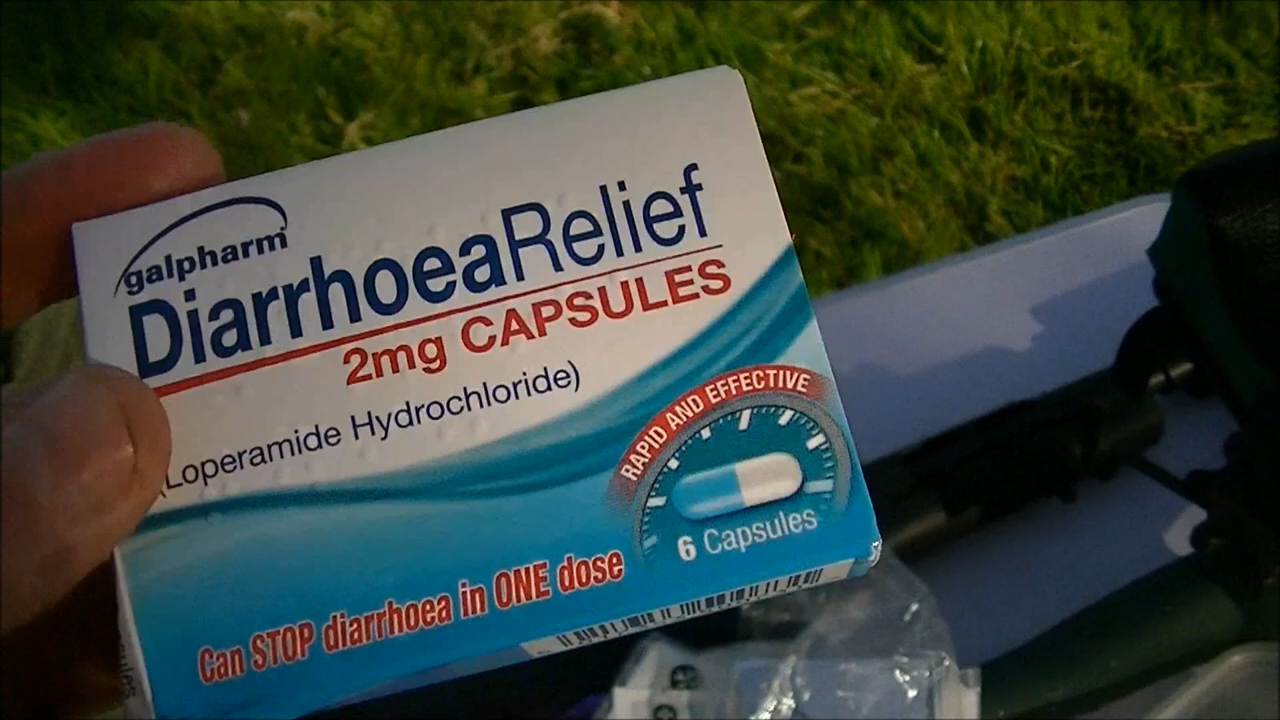 galpharm
DiarrhoeaRelief
2mg CAPSULES
(Loperamide Hydrochloride)
RAPID AND EFFECTIVE
6 Capsules
Can STOP diarrhoea in ONE dose